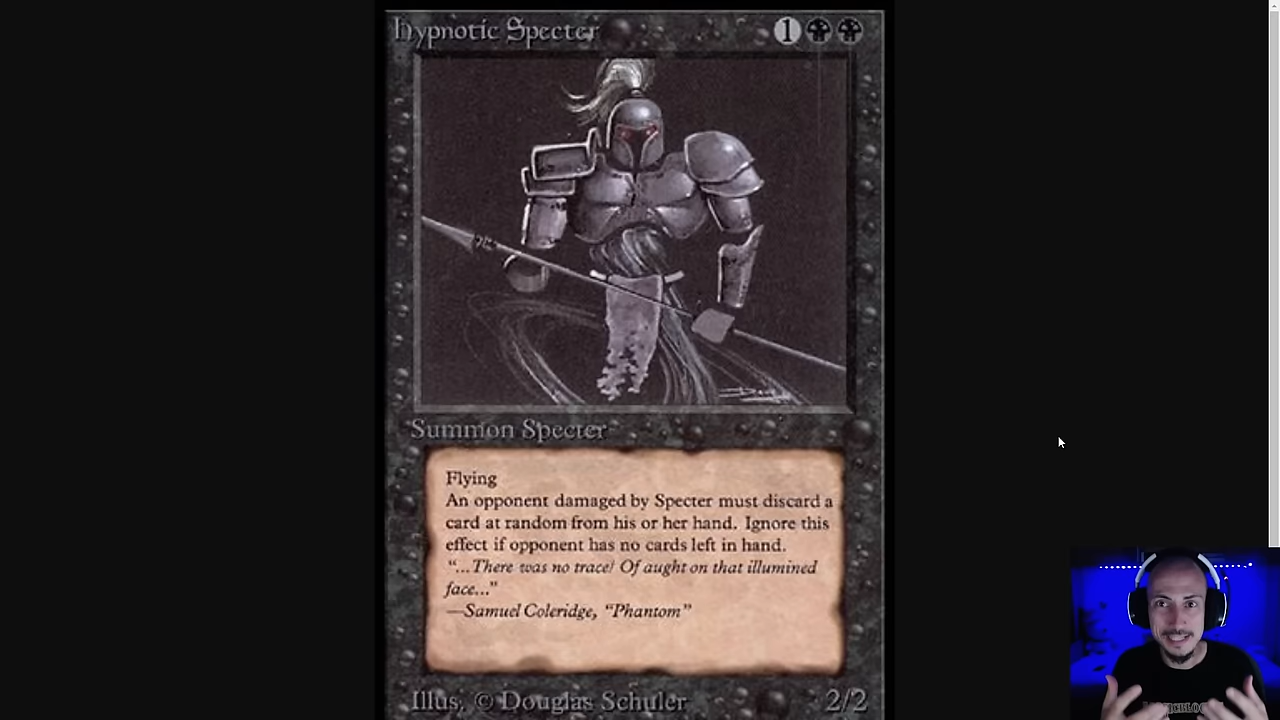 Hypnotic Specter 1
Summon Specter
Flying
An opponent damaged by Specter must discard a
card at random from his or her hand. Ignore this
effect if opponent has no cards left in hand.
“...There was no trace/ Of aught on that illumined
face...”
—Samuel Coleridge, “Phantom”
Illus. © Douglas Schuler 2/2